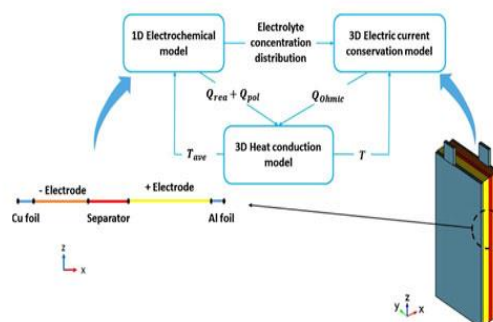 1D Electrochemical
model
Electrolyte
concentration
distribution
3D Electric current
conservation model
Q_rea + Q_pol
Q_Ohmic
T_ave
3D Heat conduction
model
T
- Electrode
+ Electrode
Cu foil
Separator
Al foil
z
x
y
z
x